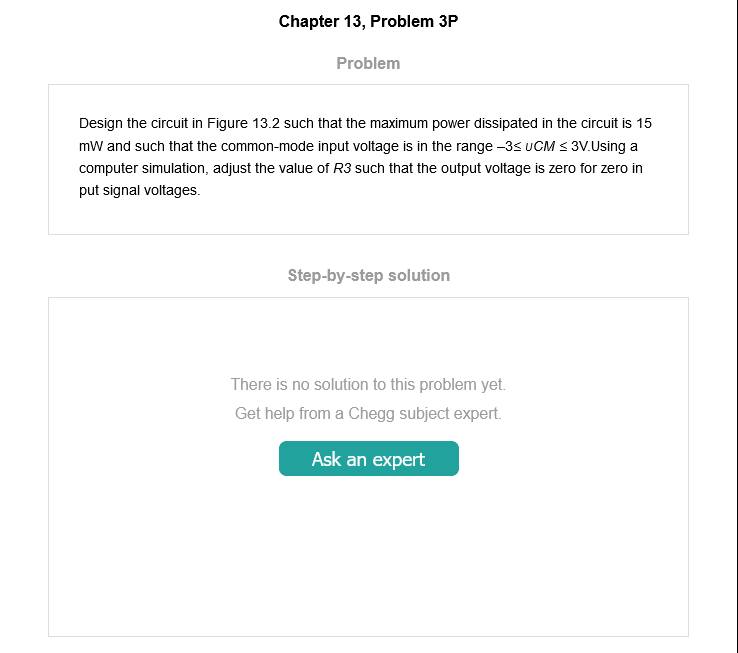 Chapter 13, Problem 3P
Problem
Design the circuit in Figure 13.2 such that the maximum power dissipated in the circuit is 15
mW and such that the common-mode input voltage is in the range –3≤ υCM ≤ 3V.Using a
computer simulation, adjust the value of R3 such that the output voltage is zero for zero in
put signal voltages.
Step-by-step solution
There is no solution to this problem yet.
Get help from a Chegg subject expert.
Ask an expert